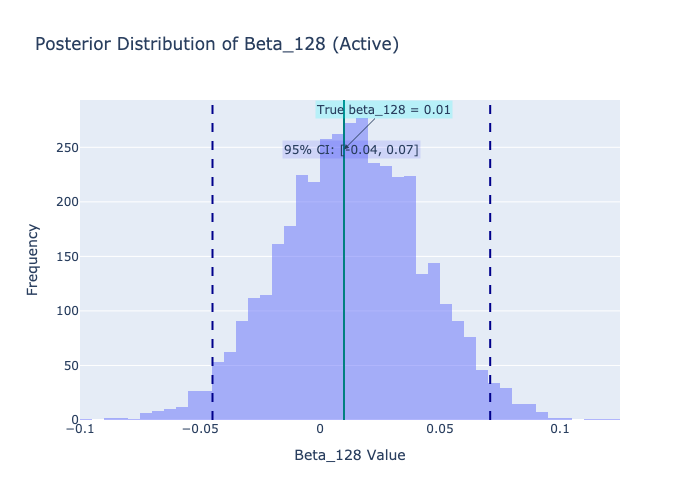 Posterior Distribution of Beta_128 (Active)
True beta_128 = 0.01
95% CI: [-0.04, 0.07]
250
200
150
100
50
0
−0.1
−0.05
0
0.05
0.1
Frequency
Beta_128 Value